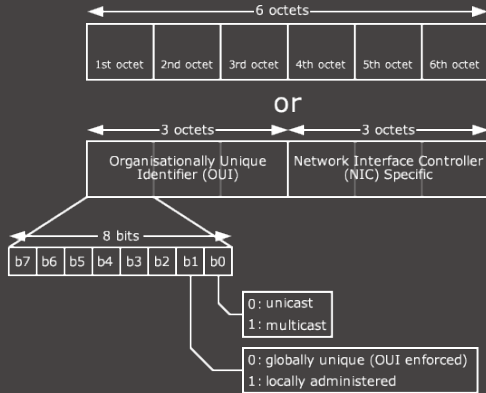 6 octets
1st octet 2nd octet 3rd octet 4th octet 5th octet 6th octet
or
3 octets 3 octets
Organisationally Unique
Identifier (OUI)
Network Interface Controller
(NIC) Specific
8 bits
b7 b6 b5 b4 b3 b2 b1 b0
0: unicast
1: multicast
0: globally unique (OUI enforced)
1: locally administered